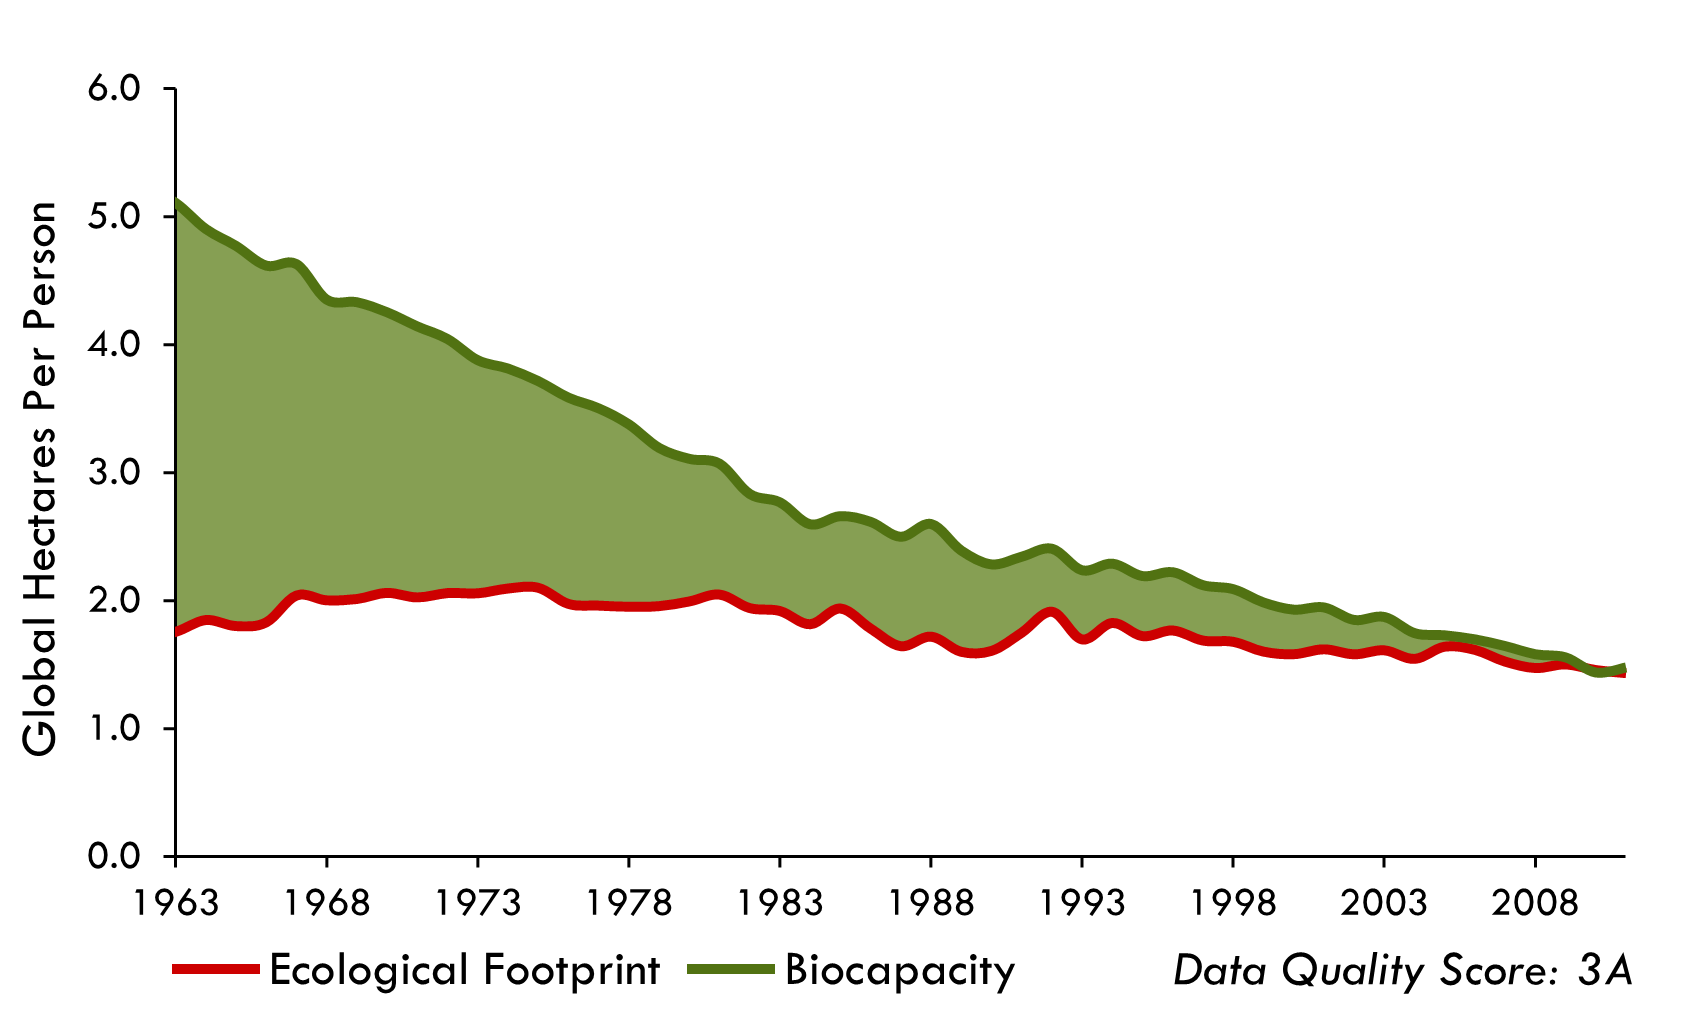 Global Hectares Per Person
6.0
5.0
4.0
3.0
2.0
1.0
0.0
1963 1968 1973 1978 1983 1988 1993 1998 2003 2008
Ecological Footprint Biocapacity Data Quality Score: 3A